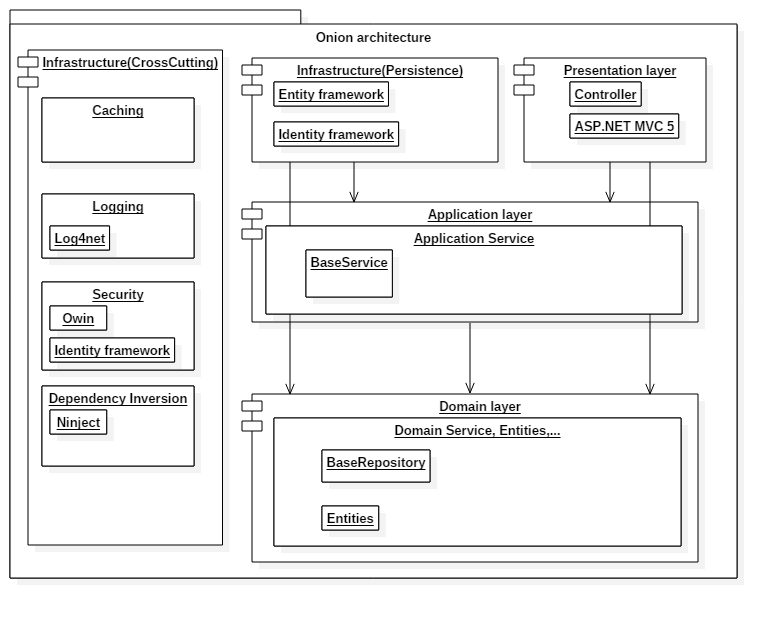 Onion architecture
Infrastructure(CrossCutting)
Caching
Logging
Log4net
Security
Owin
Identity framework
Dependency Inversion
Ninject
Infrastructure(Persistence)
Entity framework
Identity framework
Presentation layer
Controller
ASP.NET MVC 5
Application layer
Application Service
BaseService
Domain layer
Domain Service, Entities,...
BaseRepository
Entities